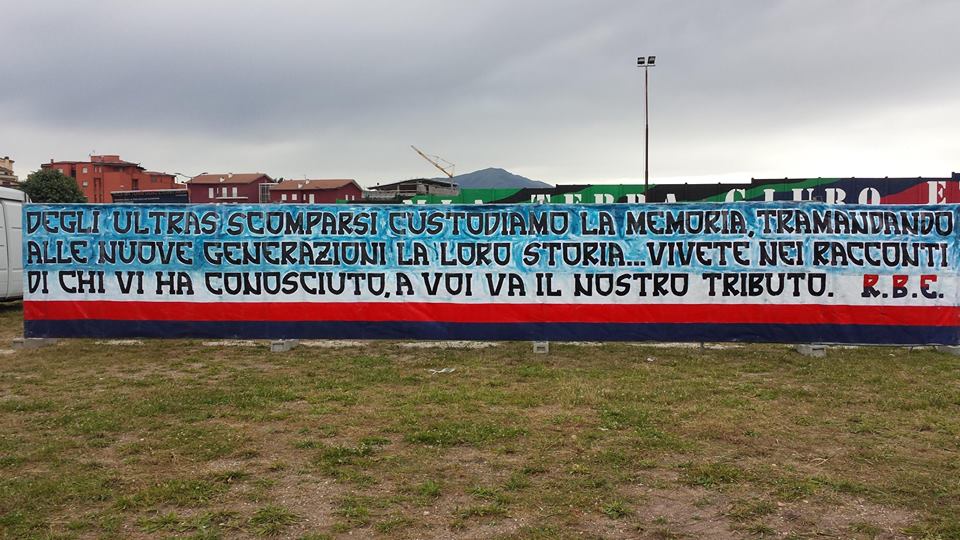 DEGLI ULTRAS SCOMPARSI CUSTODIAMO LA MEMORIA, TRAMANDANDO
ALLE NUOVE GENERAZIONI LA LORO STORIA... VIVETE NEI RACCONTI
DI CHI VI HA CONOSCIUTO, A VOI VA IL NOSTRO TRIBUTO. R.B.E.